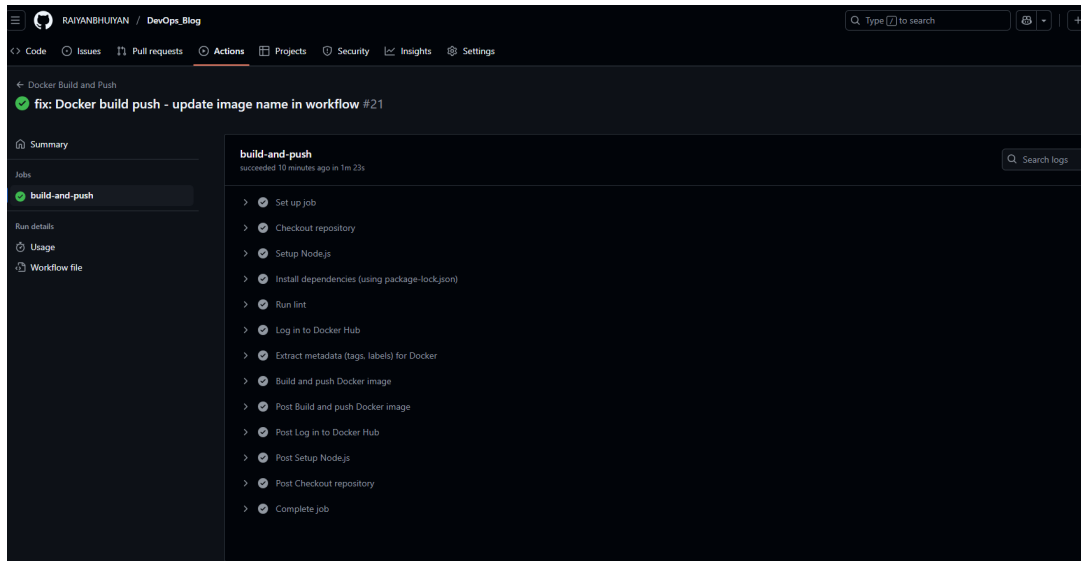 RAIYANBHUIYAN / DevOps_Blog
Type / to search
Code Issues Pull requests Actions Projects Security Insights Settings
← Docker Build and Push
fix: Docker build push - update image name in workflow #21
Summary
Jobs
build-and-push
Run details
Usage
Workflow file
build-and-push
succeeded 10 minutes ago in 1m 23s
Search logs
Set up job
Checkout repository
Setup Node.js
Install dependencies (using package-lock.json)
Run lint
Log in to Docker Hub
Extract metadata (tags, labels) for Docker
Build and push Docker image
Post Build and push Docker image
Post Log in to Docker Hub
Post Setup Node.js
Post Checkout repository
Complete job